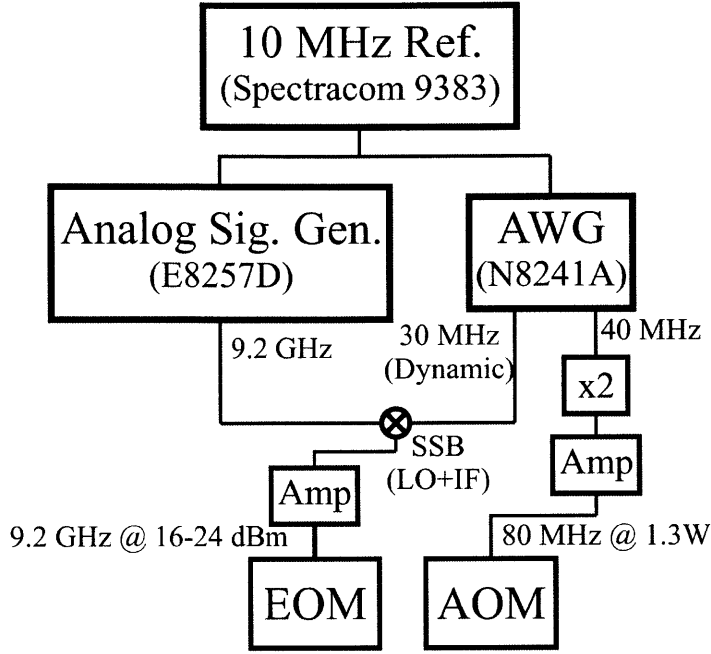 10 MHz Ref.
(Spectracom 9383)
Analog Sig. Gen.
(E8257D)
AWG
(N8241A)
9.2 GHz
30 MHz
(Dynamic)
40 MHz
x2
SSB
(LO+IF)
Amp
Amp
9.2 GHz @ 16-24 dBm
80 MHz @ 1.3W
EOM
AOM